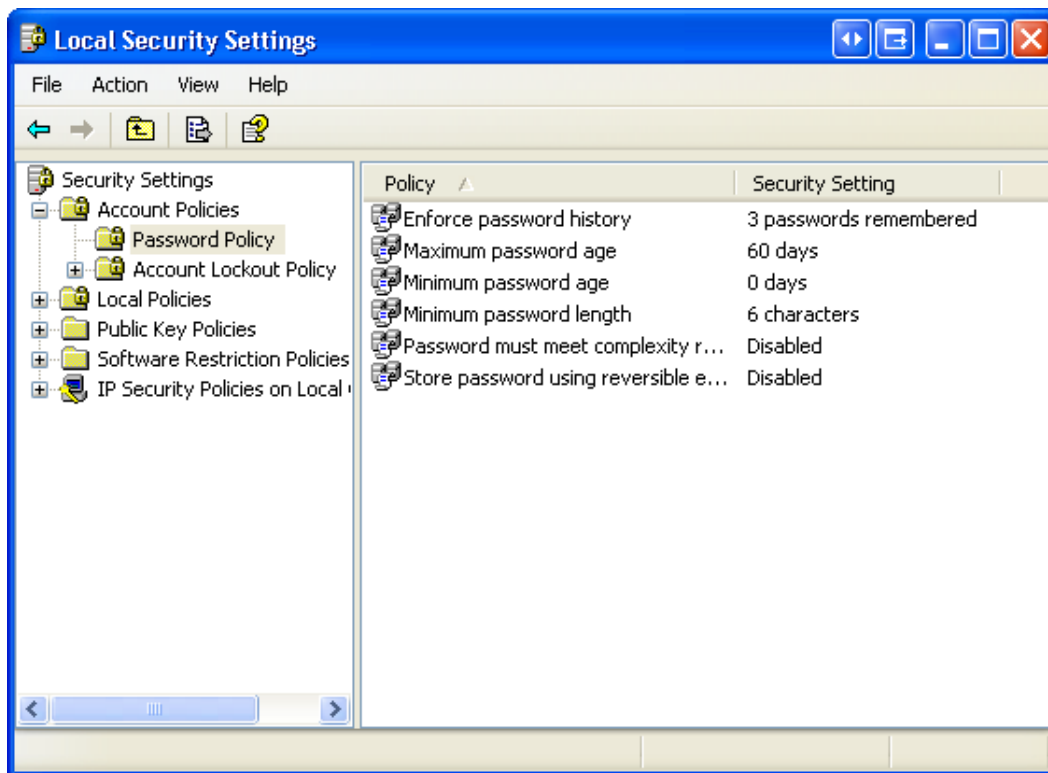 Local Security Settings
File Action View Help
Security Settings
Account Policies
Password Policy
Account Lockout Policy
Local Policies
Public Key Policies
Software Restriction Policies
IP Security Policies on Local
Policy Security Setting
Enforce password history 3 passwords remembered
Maximum password age 60 days
Minimum password age 0 days
Minimum password length 6 characters
Password must meet complexity r... Disabled
Store password using reversible e... Disabled